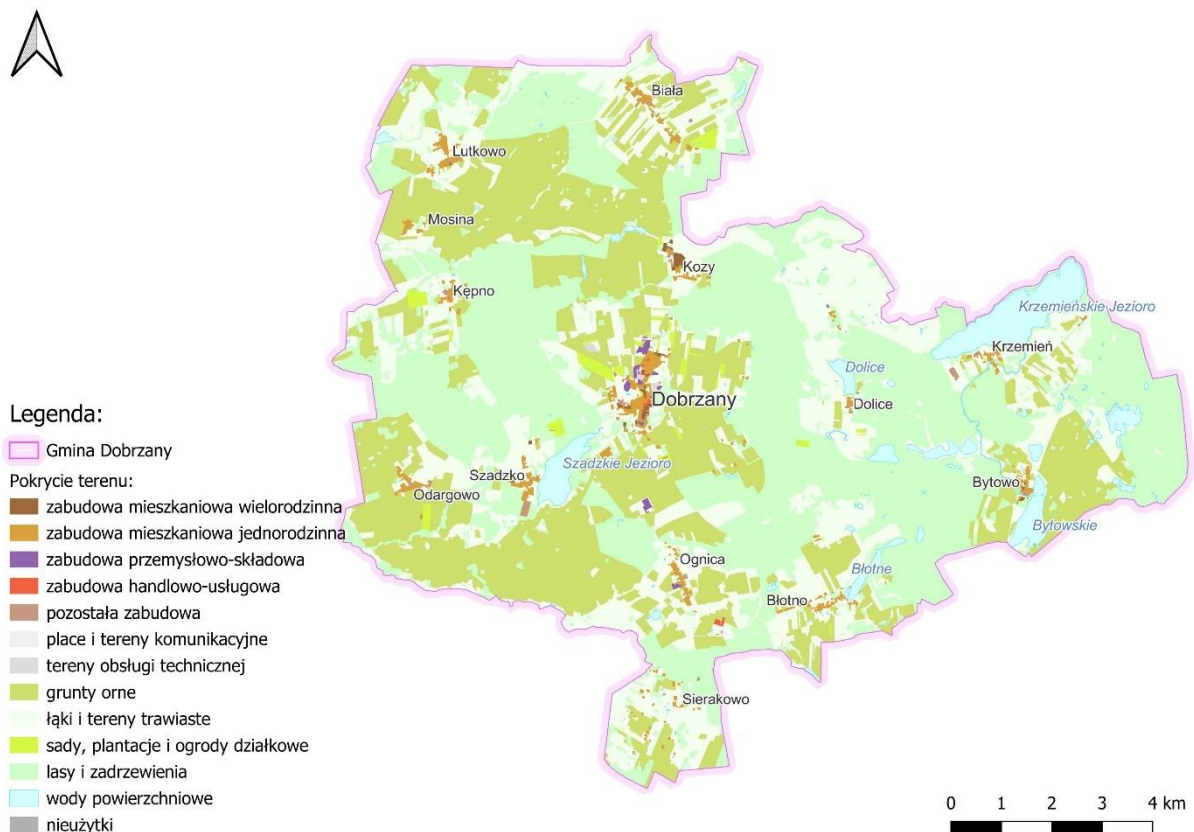 Biała
Lutkowo
Mosina
Kozy
Kępno
Krzemieńskie Jezioro
Krzemień
Dolice
Dolice
Dobrzany
Szadzkie Jezioro
Szadzko
Odargowo
Bytowo
Bytowskie
Ognica
Błotne
Błotno
Sierakowo
Legenda:
Gmina Dobrzany
Pokrycie terenu:
zabudowa mieszkaniowa wielorodzinna
zabudowa mieszkaniowa jednorodzinna
zabudowa przemysłowo-składowa
zabudowa handlowo-usługowa
pozostała zabudowa
place i tereny komunikacyjne
tereny obsługi technicznej
grunty orne
łąki i tereny trawiaste
sady, plantacje i ogrody działkowe
lasy i zadrzewienia
wody powierzchniowe
nieużytki
0 1 2 3 4 km